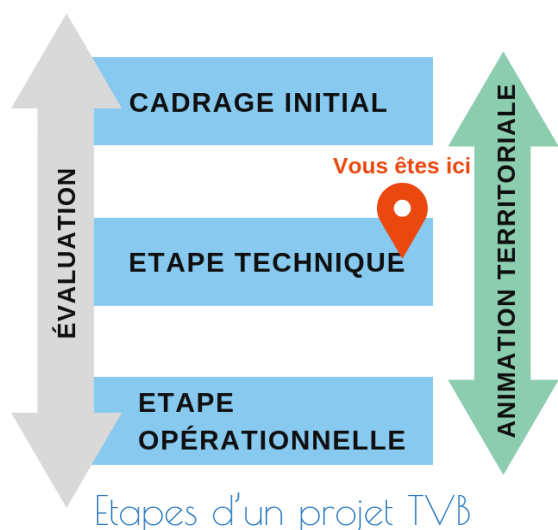 CADRAGE INITIAL
Vous êtes ici
ETAPE TECHNIQUE
ETAPE
OPÉRATIONNELLE
ÉVALUATION
ANIMATION TERRITORIALE
Etapes d'un projet TVB